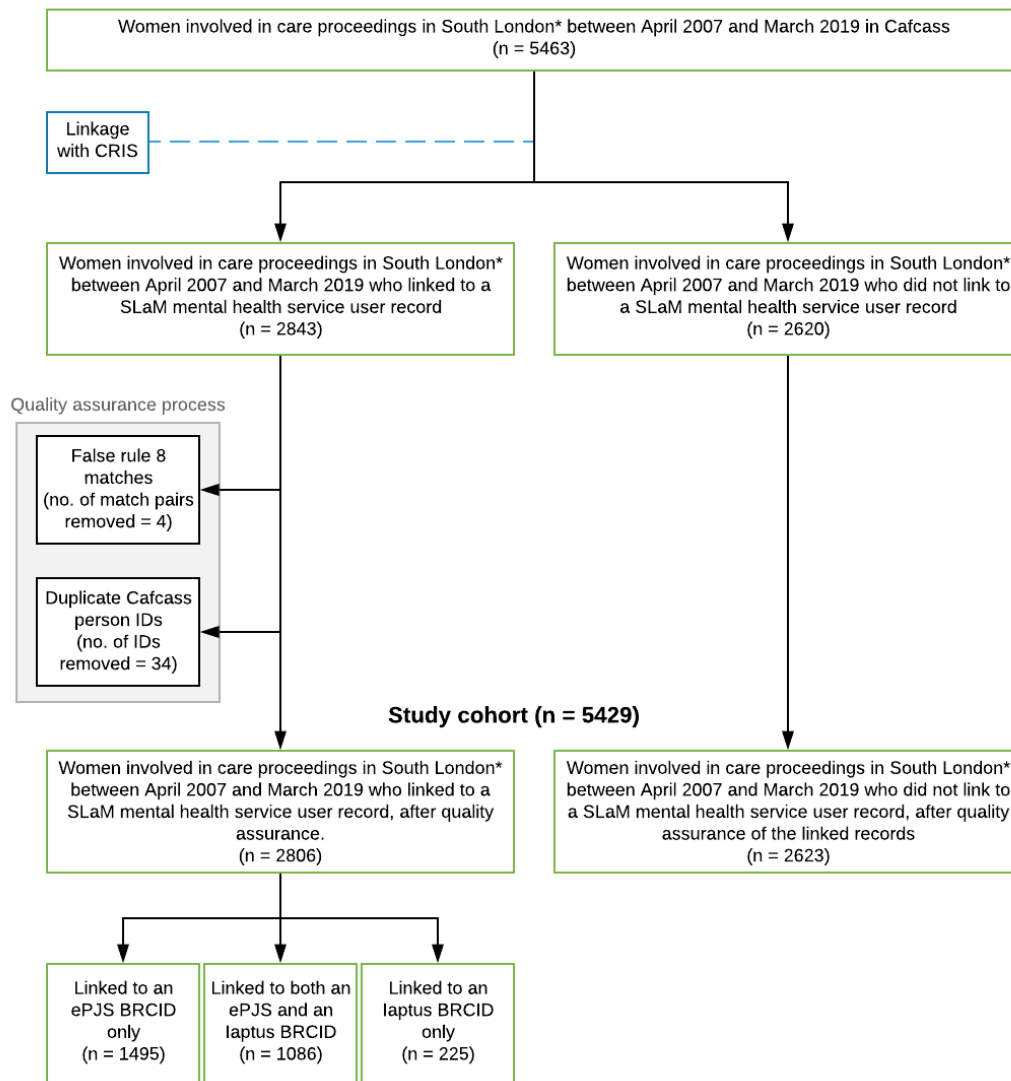 Women involved in care proceedings in South London* between April 2007 and March 2019 in Cafcass
(n = 5463)
Linkage
with CRIS
Women involved in care proceedings in South London*
between April 2007 and March 2019 who linked to a
SLaM mental health service user record
(n = 2843)
Women involved in care proceedings in South London*
between April 2007 and March 2019 who did not link to
a SLaM mental health service user record
(n = 2620)
Quality assurance process
False rule 8
matches
(no. of match pairs
removed = 4)
Duplicate Cafcass
person IDs
(no. of IDs
removed = 34)
Study cohort (n = 5429)
Women involved in care proceedings in South London*
between April 2007 and March 2019 who linked to a
SLaM mental health service user record, after quality
assurance.
(n = 2806)
Women involved in care proceedings in South London*
between April 2007 and March 2019 who did not link to
a SLaM mental health service user record, after quality
assurance of the linked records
(n = 2623)
Linked to an
ePJS BRCID
only
(n = 1495)
Linked to both an
ePJS and an
Iaptus BRCID
(n = 1086)
Linked to an
Iaptus BRCID
only
(n = 225)